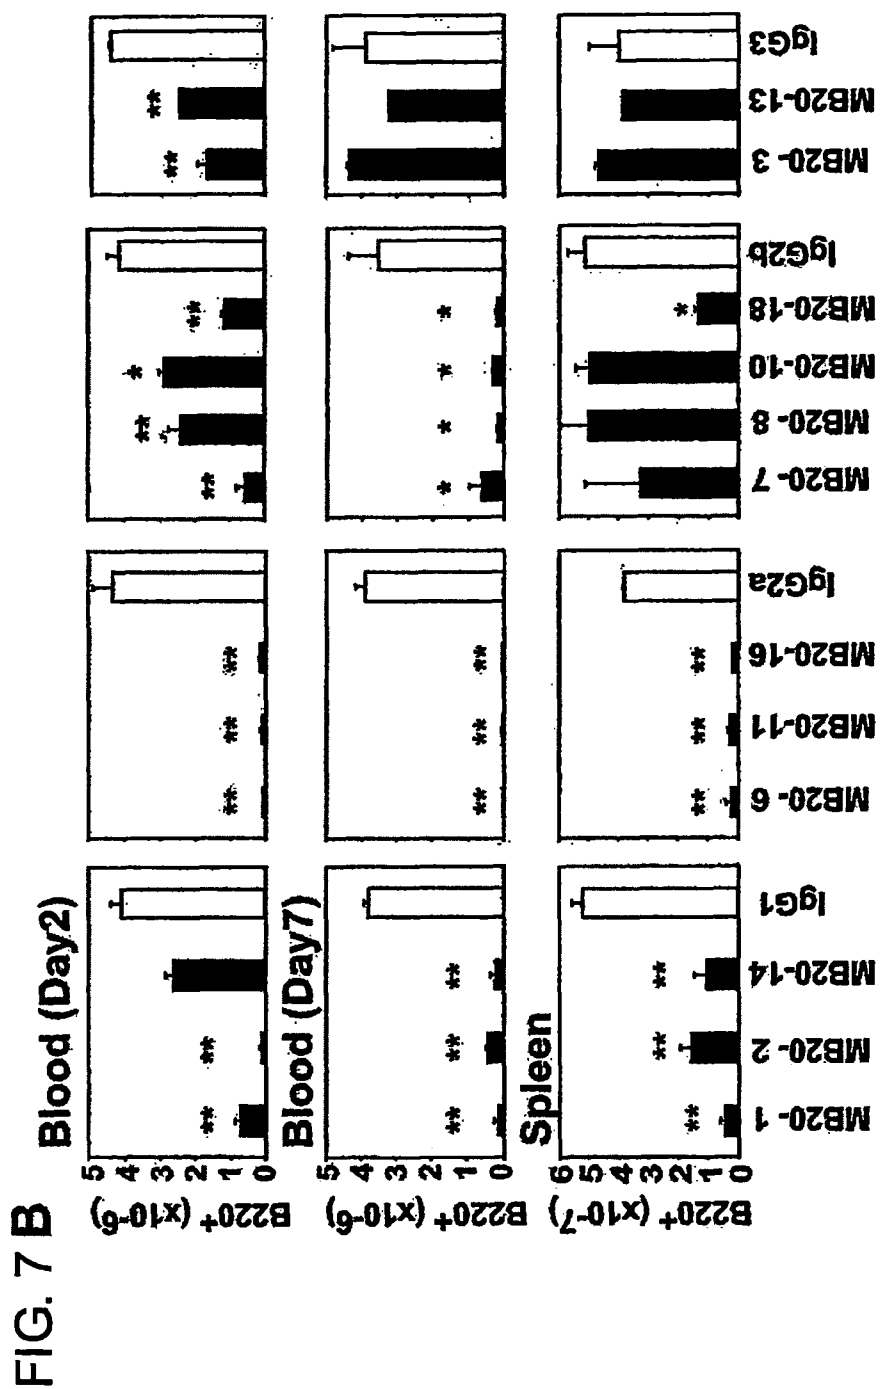 FIG. 7 B
Blood (Day2)
B220+ (x10-6)
5
4
3
2
1
0
** ** ** ** ** ** ** * ** ** **
Blood (Day7)
B220+ (x10-6)
5
4
3
2
1
0
** ** ** ** ** ** * * * *
Spleen
B220+ (x10-7)
6
5
4
3
2
1
0
** ** ** ** ** ** *
MB20- 1
MB20- 2
MB20-14
IgG1
MB20- 6
MB20-11
MB20-16
IgG2a
MB20- 7
MB20- 8
MB20-10
MB20-18
IgG2b
MB20- 3
MB20-13
IgG3